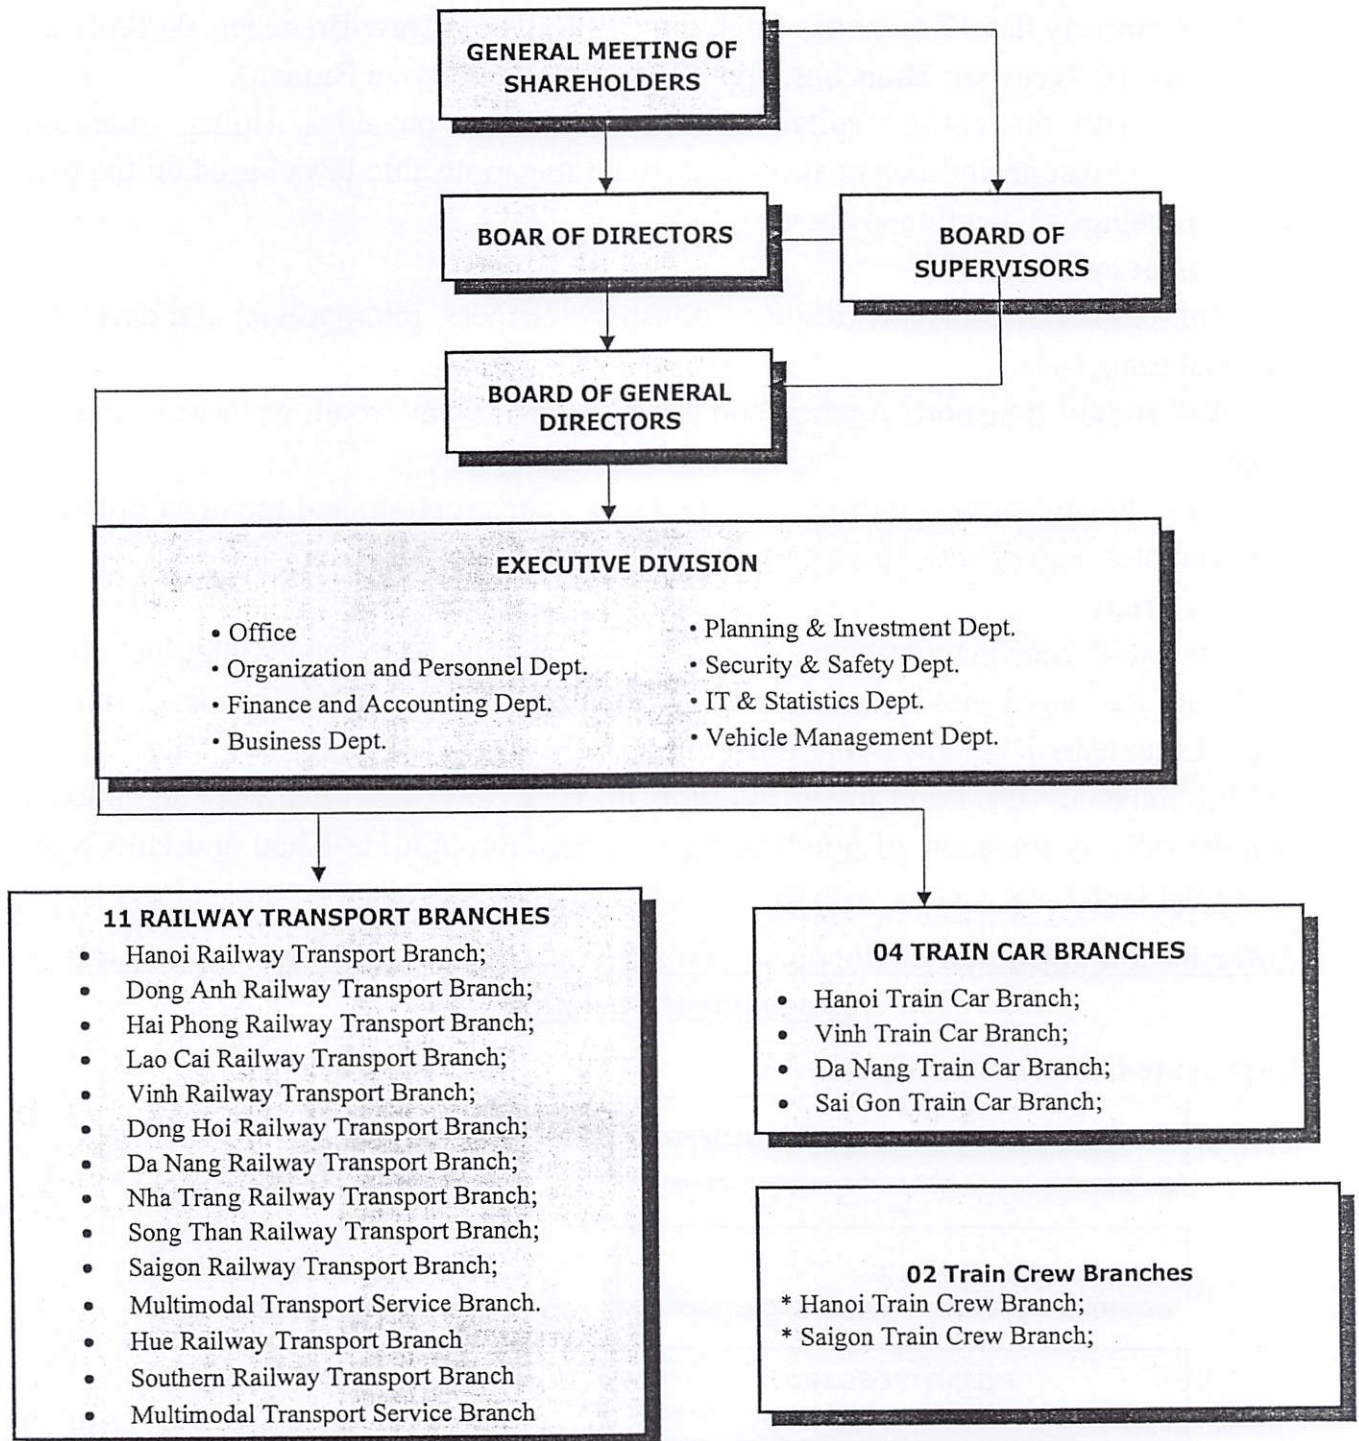 GENERAL MEETING OF
SHAREHOLDERS
BOAR OF DIRECTORS
BOARD OF
SUPERVISORS
BOARD OF GENERAL
DIRECTORS
EXECUTIVE DIVISION
• Office
• Organization and Personnel Dept.
• Finance and Accounting Dept.
• Business Dept.
• Planning & Investment Dept.
• Security & Safety Dept.
• IT & Statistics Dept.
• Vehicle Management Dept.
11 RAILWAY TRANSPORT BRANCHES
• Hanoi Railway Transport Branch;
• Dong Anh Railway Transport Branch;
• Hai Phong Railway Transport Branch;
• Lao Cai Railway Transport Branch;
• Vinh Railway Transport Branch;
• Dong Hoi Railway Transport Branch;
• Da Nang Railway Transport Branch;
• Nha Trang Railway Transport Branch;
• Song Than Railway Transport Branch;
• Saigon Railway Transport Branch;
• Multimodal Transport Service Branch.
• Hue Railway Transport Branch
• Southern Railway Transport Branch
• Multimodal Transport Service Branch
04 TRAIN CAR BRANCHES
• Hanoi Train Car Branch;
• Vinh Train Car Branch;
• Da Nang Train Car Branch;
• Sai Gon Train Car Branch;
02 Train Crew Branches
* Hanoi Train Crew Branch;
* Saigon Train Crew Branch;